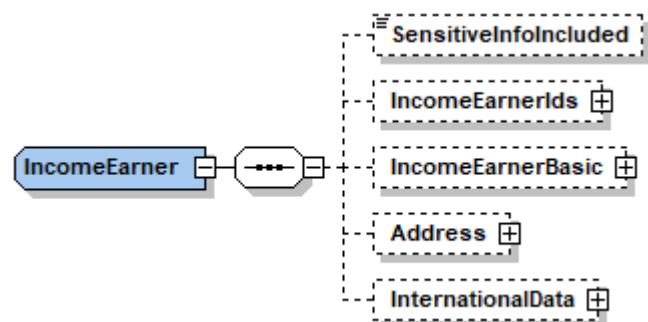 SensitiveInfoIncluded
IncomeEarnerIds
IncomeEarner
IncomeEarnerBasic
Address
InternationalData